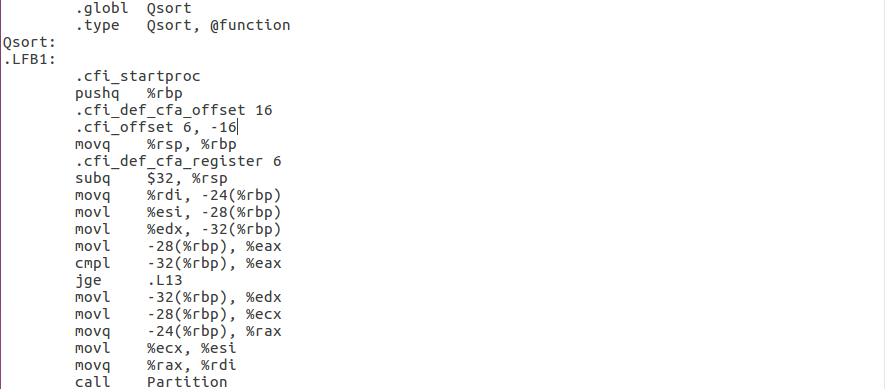 .globl Qsort
.type Qsort, @function
Qsort:
.LFB1:
.cfi_startproc
pushq %rbp
.cfi_def_cfa_offset 16
.cfi_offset 6, -16
movq %rsp, %rbp
.cfi_def_cfa_register 6
subq $32, %rsp
movq %rdi, -24(%rbp)
movl %esi, -28(%rbp)
movl %edx, -32(%rbp)
movl -28(%rbp), %eax
cmpl -32(%rbp), %eax
jge .L13
movl -32(%rbp), %edx
movl -28(%rbp), %ecx
movq -24(%rbp), %rax
movl %ecx, %esi
movq %rax, %rdi
call Partition